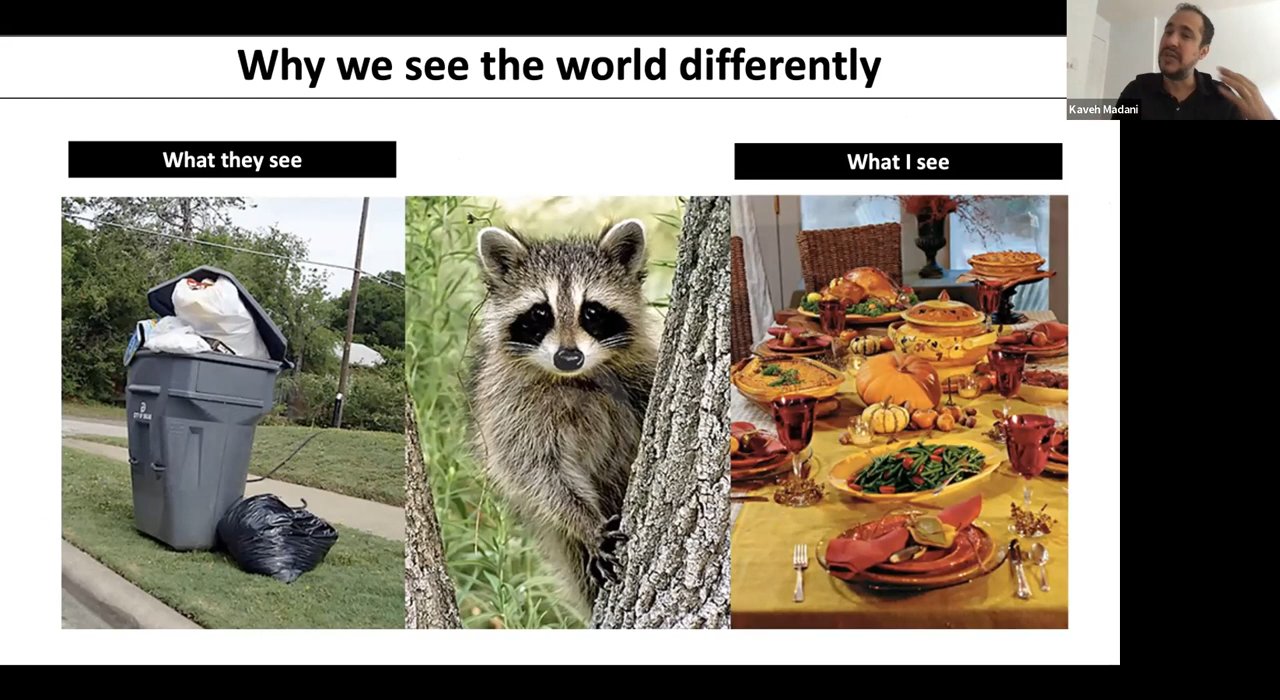 Why we see the world differently
Kaveh Madani
What they see
What I see